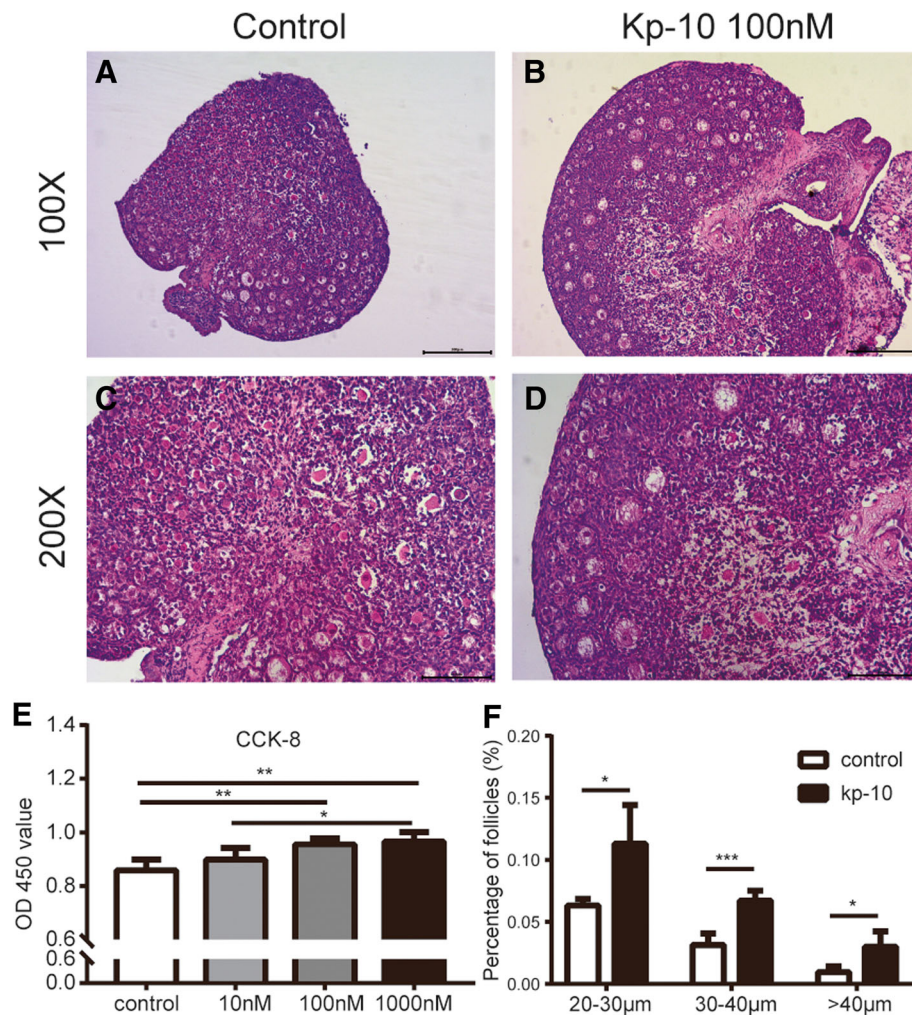 Control
Kp-10 100nM
100X
A
B
200X
C
D
E
CCK-8
OD 450 value
1.4
1.2
1.0
0.8
0.6
0.6
0.0
**
**
*
control
10nM
100nM
1000nM
F
Percentage of follicles (%)
0.20
0.15
0.10
0.05
0.00
control
kp-10
*
***
*
20-30μm
30-40μm
>40μm